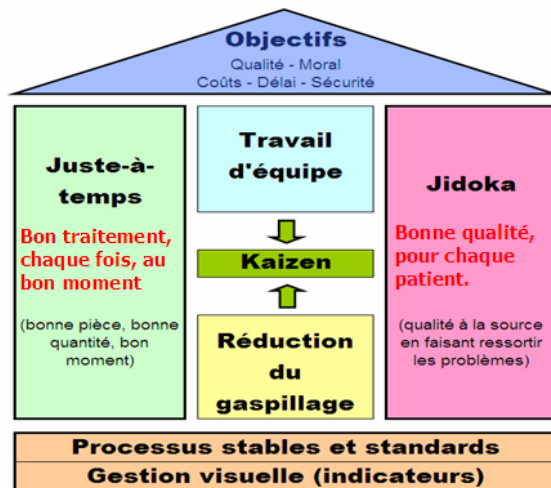 Objectifs
Qualité - Moral
Coûts - Délai - Sécurité
Juste-à-
temps
Bon traitement,
chaque fois, au
bon moment
(bonne pièce, bonne
quantité, bon
moment)
Travail
d'équipe
Kaizen
Réduction
du
gaspillage
Jidoka
Bonne qualité,
pour chaque
patient.
(qualité à la source
en faisant ressortir
les problèmes)
Processus stables et standards
Gestion visuelle (indicateurs)